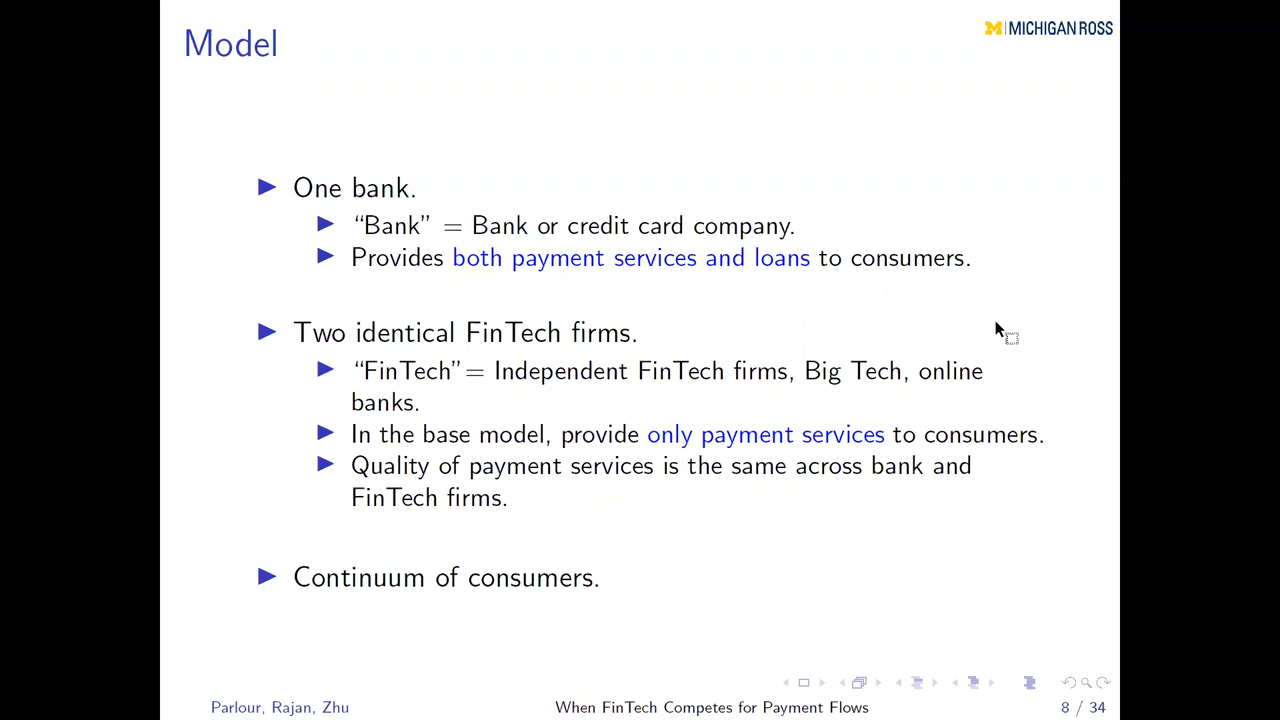 Model
M | MICHIGAN ROSS
One bank.
“Bank” = Bank or credit card company.
Provides both payment services and loans to consumers.
Two identical FinTech firms.
“FinTech”= Independent FinTech firms, Big Tech, online
banks.
In the base model, provide only payment services to consumers.
Quality of payment services is the same across bank and
FinTech firms.
Continuum of consumers.
Parlour, Rajan, Zhu
When FinTech Competes for Payment Flows
8 / 34